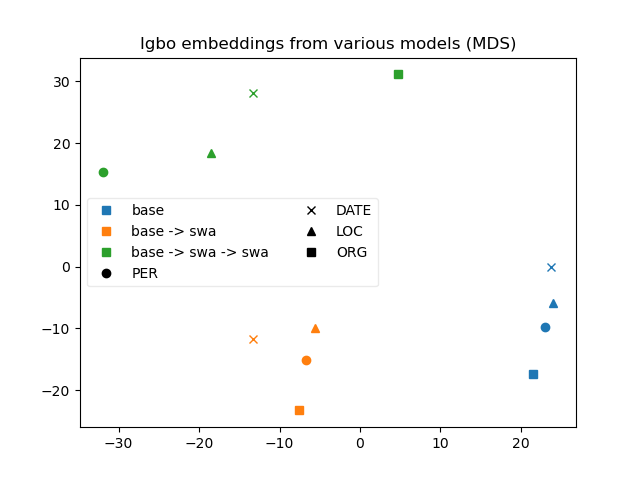 Igbo embeddings from various models (MDS)
30
20
10
0
−10
−20
base
base -> swa
base -> swa -> swa
PER
DATE
LOC
ORG
−30
−20
−10
0
10
20